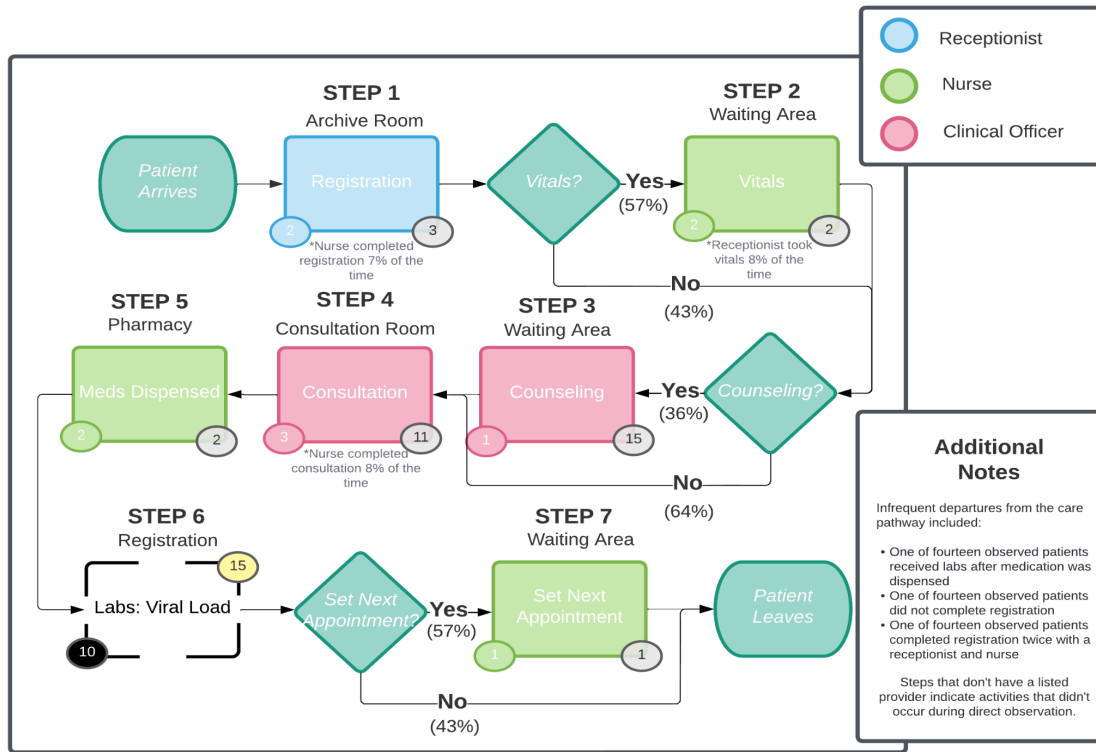 Receptionist
Nurse
Clinical Officer
STEP 1
Archive Room
STEP 2
Waiting Area
Patient
Arrives
Registration
Vitals?
Yes
(57%)
Vitals
2
3
2
2
*Nurse completed
registration 7% of the
time
*Receptionist took
vitals 8% of the
time
No
(43%)
STEP 5
Pharmacy
STEP 4
Consultation Room
STEP 3
Waiting Area
Meds Dispensed
Consultation
Counseling
Yes
(36%)
Counseling?
2
2
3
11
1
15
*Nurse completed
consultation 8% of the
time
No
(64%)
STEP 6
Registration
STEP 7
Waiting Area
15
Labs: Viral Load
10
Set Next
Appointment?
Yes
(57%)
Set Next
Appointment
1
1
Patient
Leaves
No
(43%)
Additional
Notes
Infrequent departures from the care
pathway included:
• One of fourteen observed patients
received labs after medication was
dispensed
• One of fourteen observed patients
did not complete registration
• One of fourteen observed patients
completed registration twice with a
receptionist and nurse
Steps that don't have a listed
provider indicate activities that didn't
occur during direct observation.